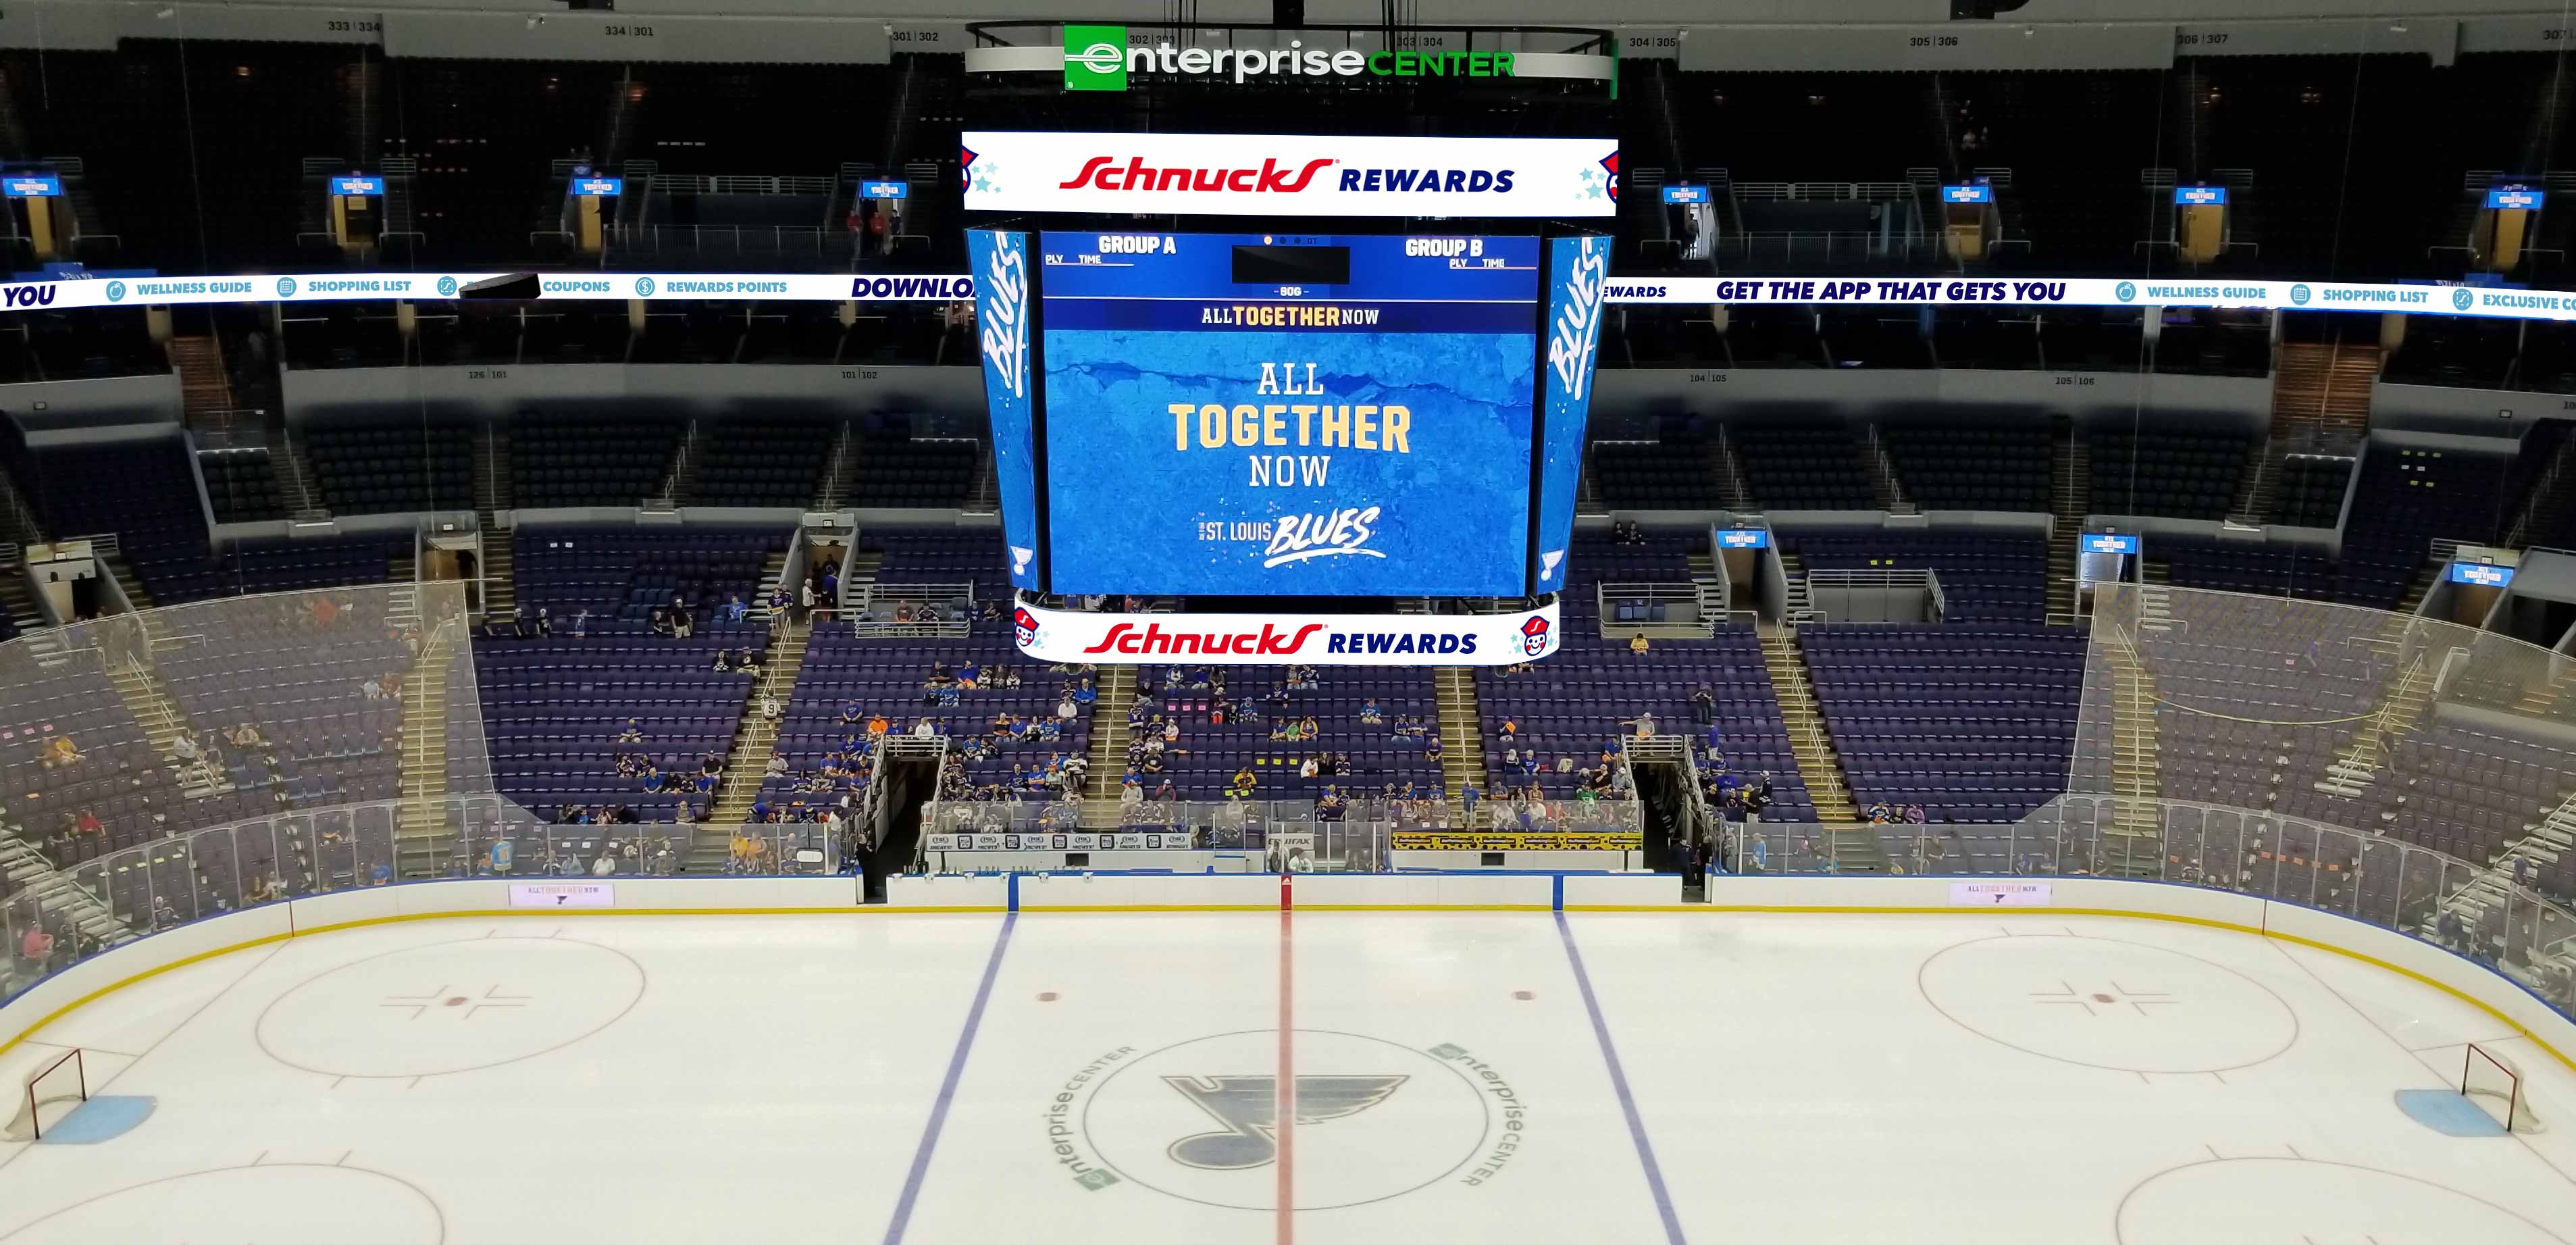 333|334
334|301
301|302
302|303
303|304
304|305
305|306
306|307
enterprise CENTER
Schnucks REWARDS
GROUP A
GROUP B
PLY TIME
PLY TIME
- SOG -
ALL TOGETHER NOW
ALL
TOGETHER
NOW
ST. LOUIS BLUES
BLUES
BLUES
Schnucks REWARDS
YOU WELLNESS GUIDE SHOPPING LIST COUPONS REWARDS POINTS DOWNLO
EWARDS GET THE APP THAT GETS YOU WELLNESS GUIDE SHOPPING LIST EXCLUSIVE CO
126|101
101|102
104|105
105|106
ALL TOGETHER NOW
ALL TOGETHER NOW
enterprise CENTER
enterprise CENTER